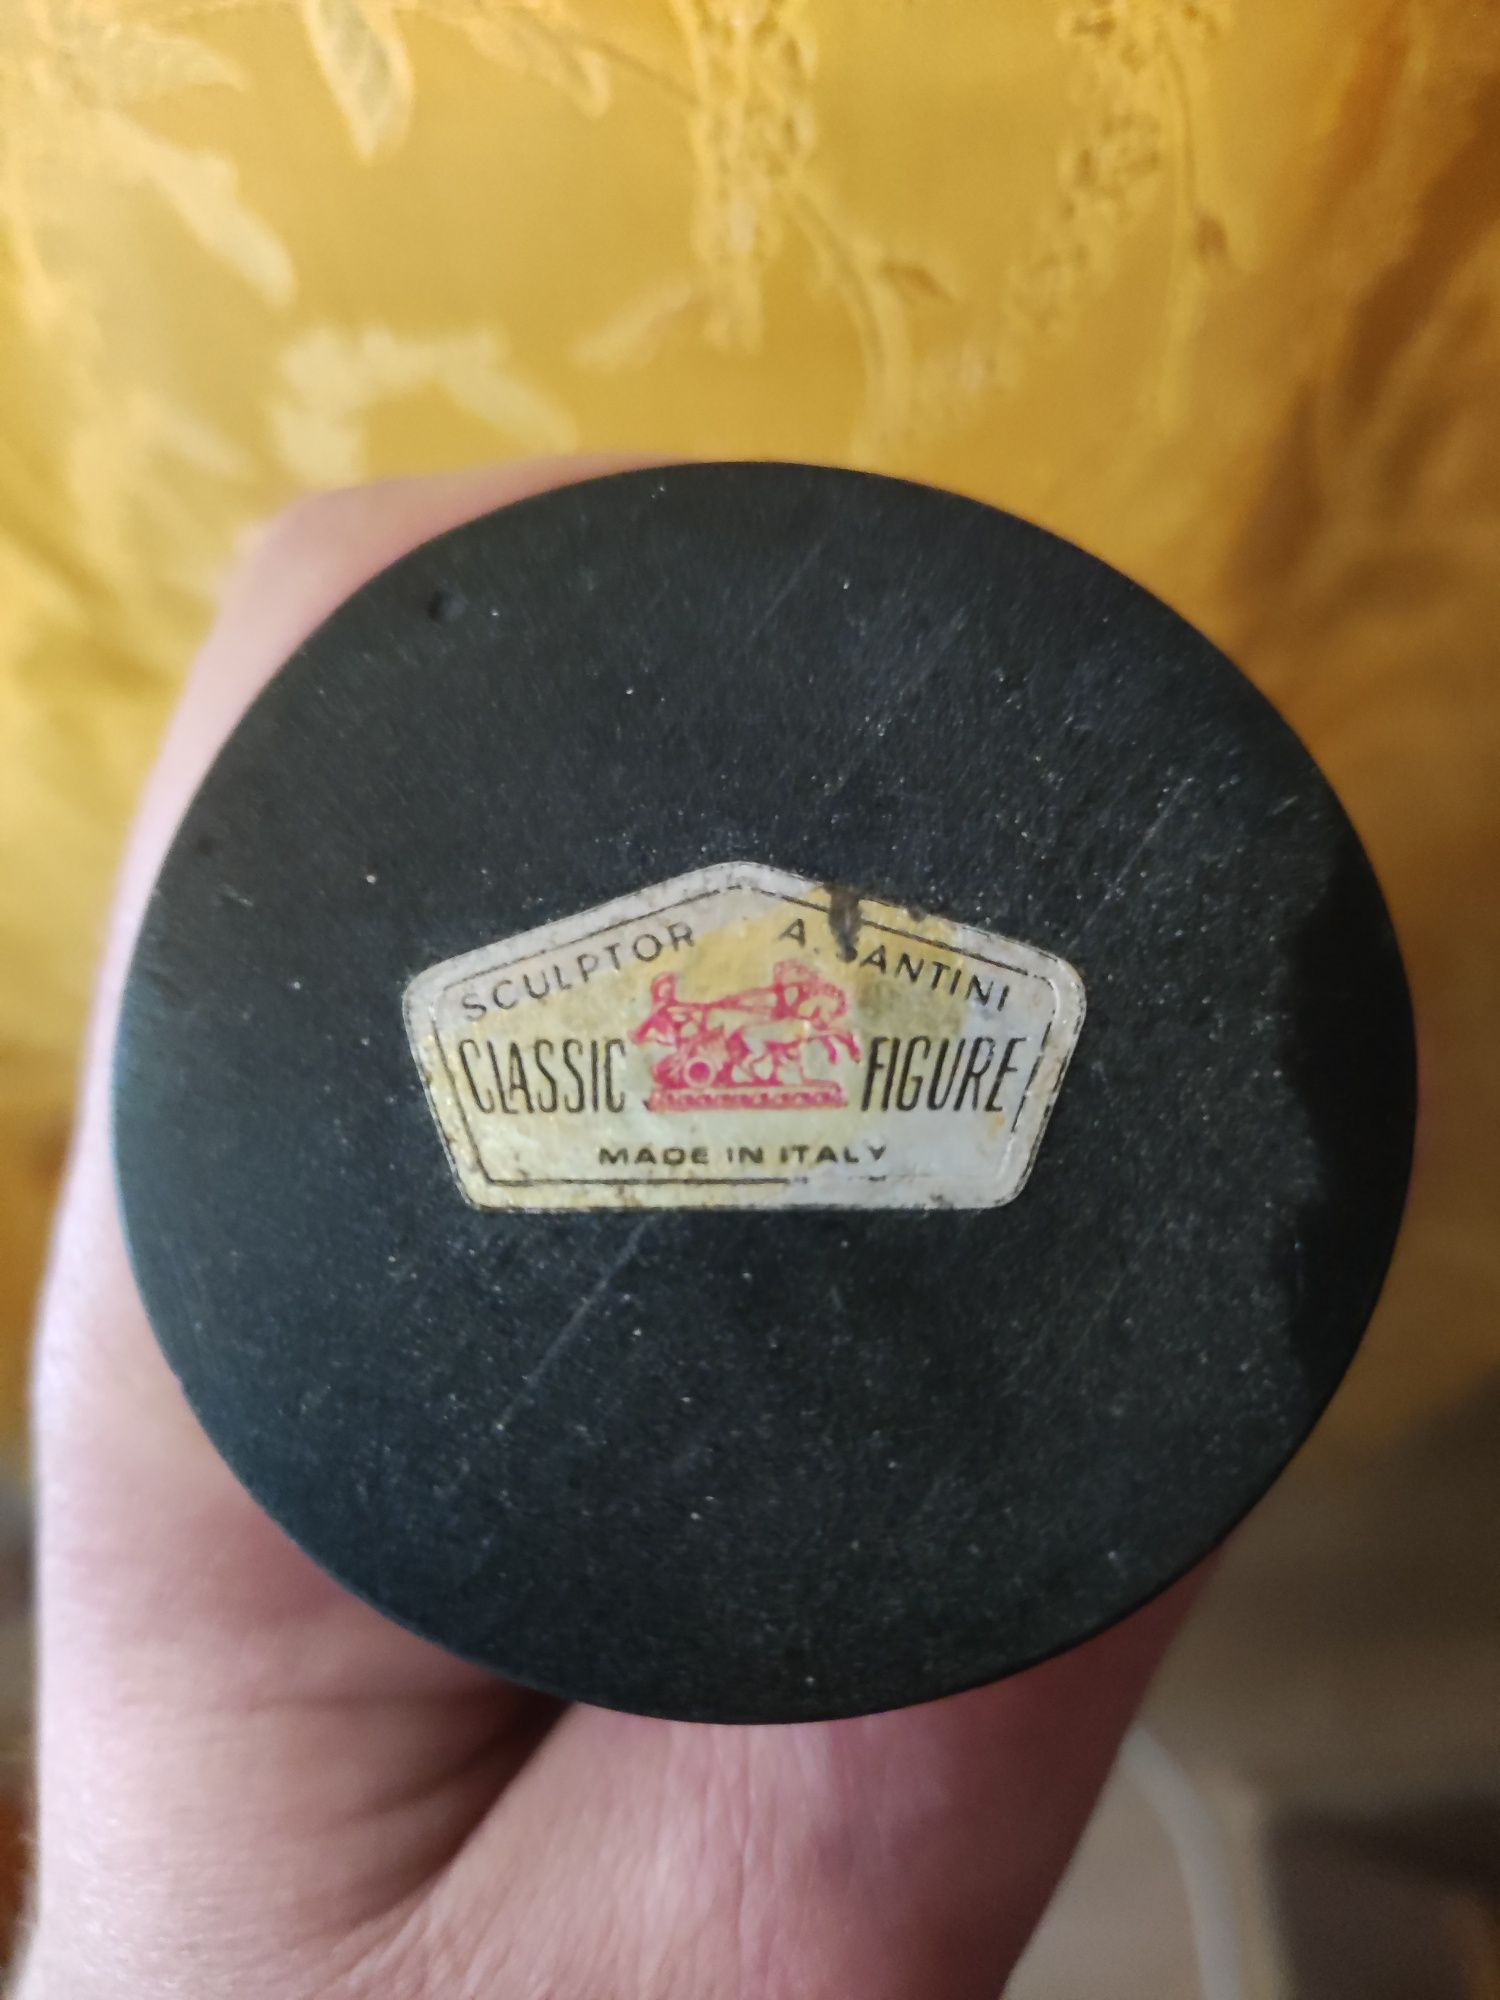 SCULPTOR A. SANTINI
CLASSIC FIGURE
MADE IN ITALY